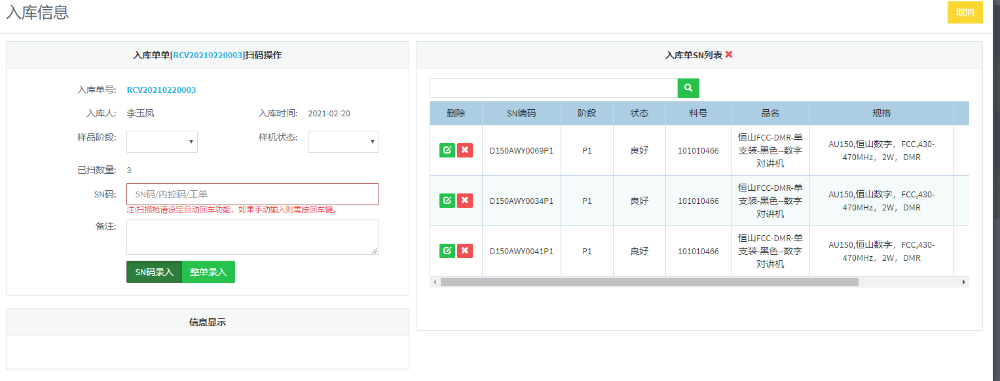 入库信息
取消
入库单单[RCV20210220003]扫码操作
入库单号: RCV20210220003
入库人: 李玉凤 入库时间: 2021-02-20
样品阶段: 样机状态:
已扫数量: 3
SN码: SN码/内控码/工单
注:扫描枪请设定自动回车功能，如果手动输入则需按回车键。
备注:
SN码录入 整单录入
信息显示
入库单SN列表
删除 SN编码 阶段 状态 料号 品名 规格
D150AWY0069P1 P1 良好 101010466 恒山FCC-DMR-单支装-黑色--数字对讲机 AU150,恒山数字，FCC,430-470MHz，2W，DMR
D150AWY0034P1 P1 良好 101010466 恒山FCC-DMR-单支装-黑色--数字对讲机 AU150,恒山数字，FCC,430-470MHz，2W，DMR
D150AWY0041P1 P1 良好 101010466 恒山FCC-DMR-单支装-黑色--数字对讲机 AU150,恒山数字，FCC,430-470MHz，2W，DMR